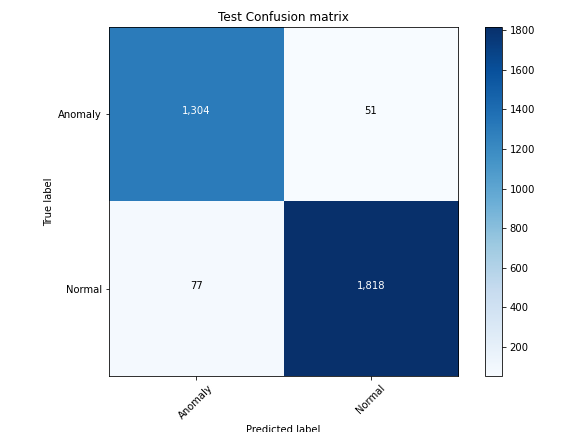 Test Confusion matrix
Anomaly
1,304
51
Normal
77
1,818
True label
Anomaly
Normal
Predicted label
1800
1600
1400
1200
1000
800
600
400
200